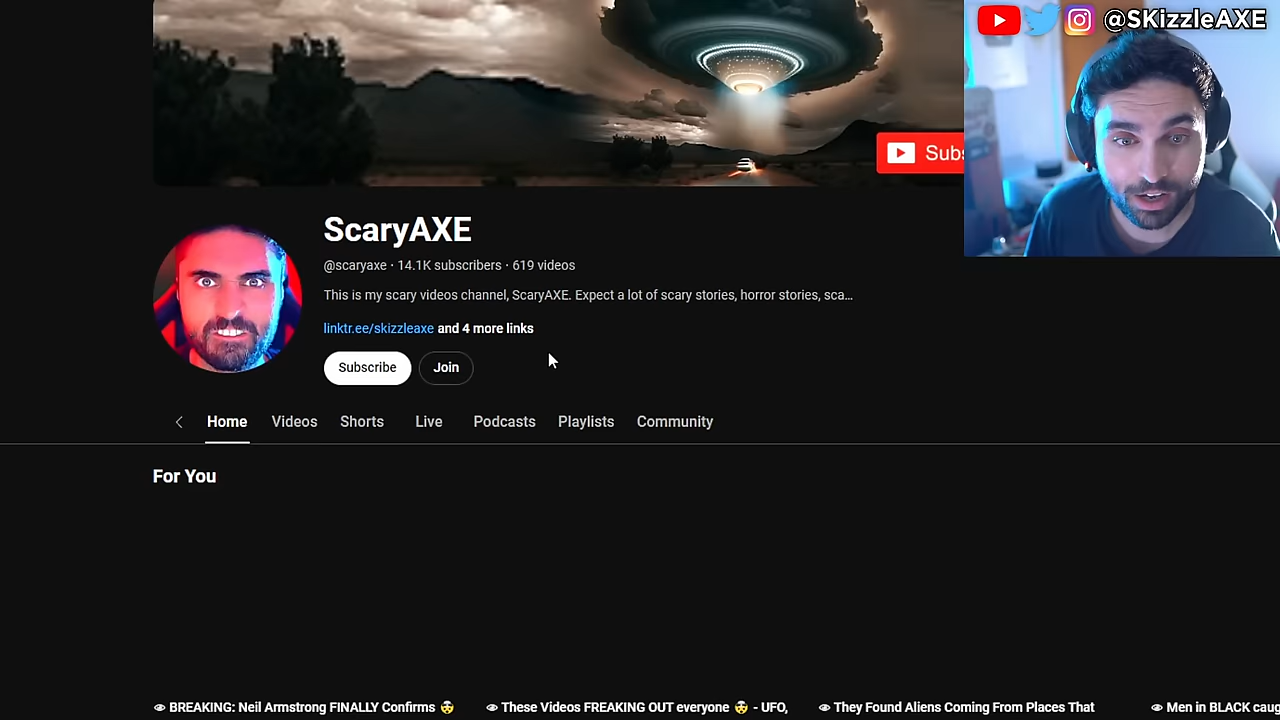 @SKizzleAXE
Subs
ScaryAXE
@scaryaxe · 14.1K subscribers · 619 videos
This is my scary videos channel, ScaryAXE. Expect a lot of scary stories, horror stories, sca…
linktr.ee/skizzleaxe and 4 more links
Subscribe Join
Home Videos Shorts Live Podcasts Playlists Community
For You
BREAKING: Neil Armstrong FINALLY Confirms 😨 These Videos FREAKING OUT everyone 😨 - UFO, They Found Aliens Coming From Places That Men in BLACK caug